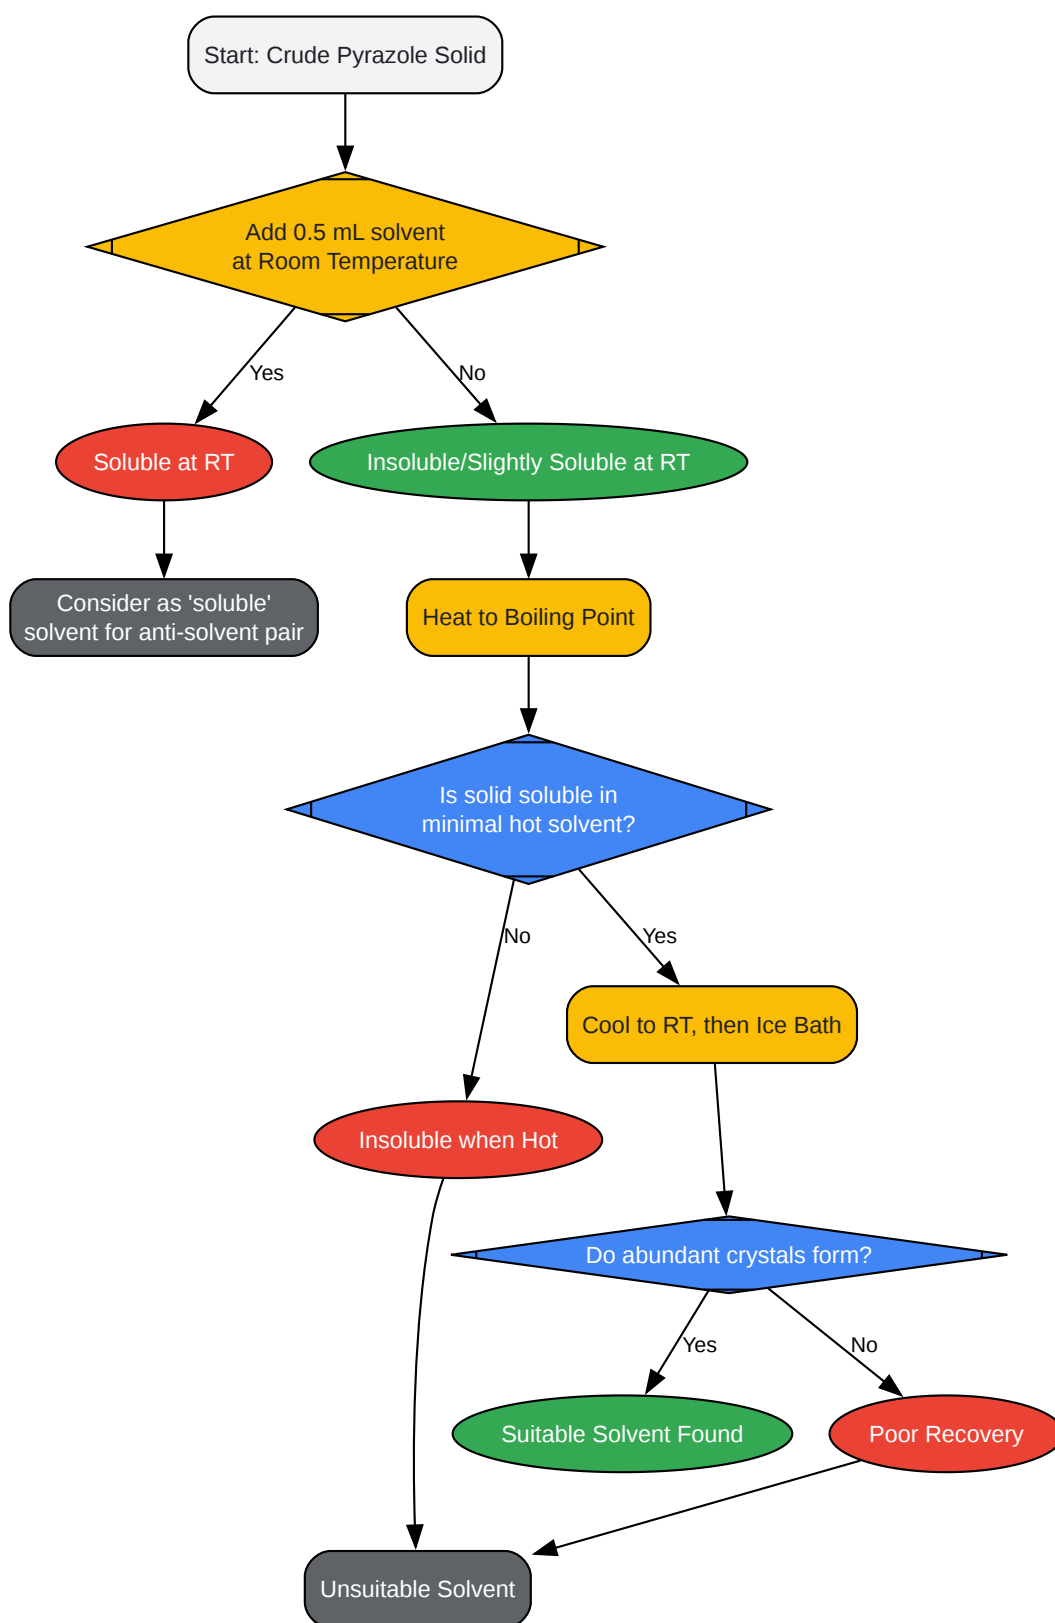 Start: Crude Pyrazole Solid
Add 0.5 mL solvent
at Room Temperature
Yes
No
Soluble at RT
Insoluble/Slightly Soluble at RT
Consider as 'soluble'
solvent for anti-solvent pair
Heat to Boiling Point
Is solid soluble in
minimal hot solvent?
No
Yes
Cool to RT, then Ice Bath
Insoluble when Hot
Do abundant crystals form?
Yes
No
Suitable Solvent Found
Poor Recovery
Unsuitable Solvent